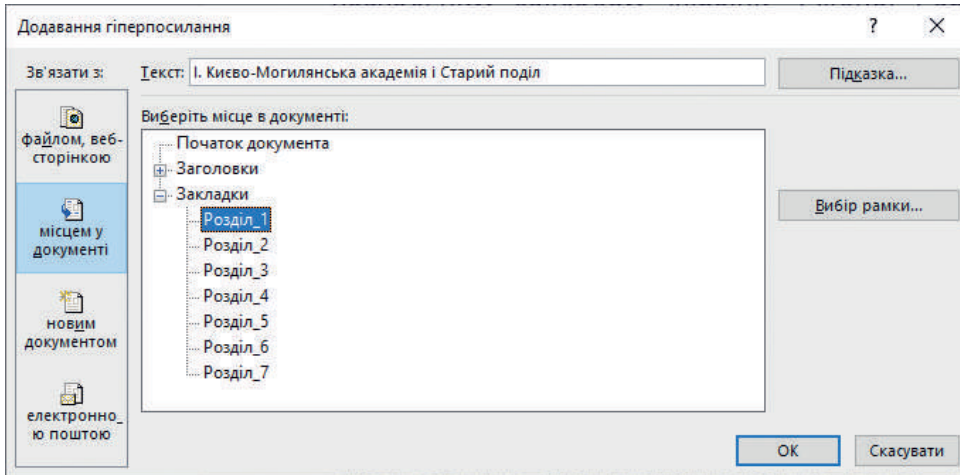 Додавання гіперпосилання ? ×
Зв'язати з:
Текст: І. Києво-Могилянська академія і Старий поділ
Підказка...
файлом, веб-
сторінкою
місцем у
документі
новим
документом
електронно_
ю поштою
Виберіть місце в документі:
Початок документа
Заголовки
Закладки
Розділ_1
Розділ_2
Розділ_3
Розділ_4
Розділ_5
Розділ_6
Розділ_7
Вибір рамки...
ОК
Скасувати